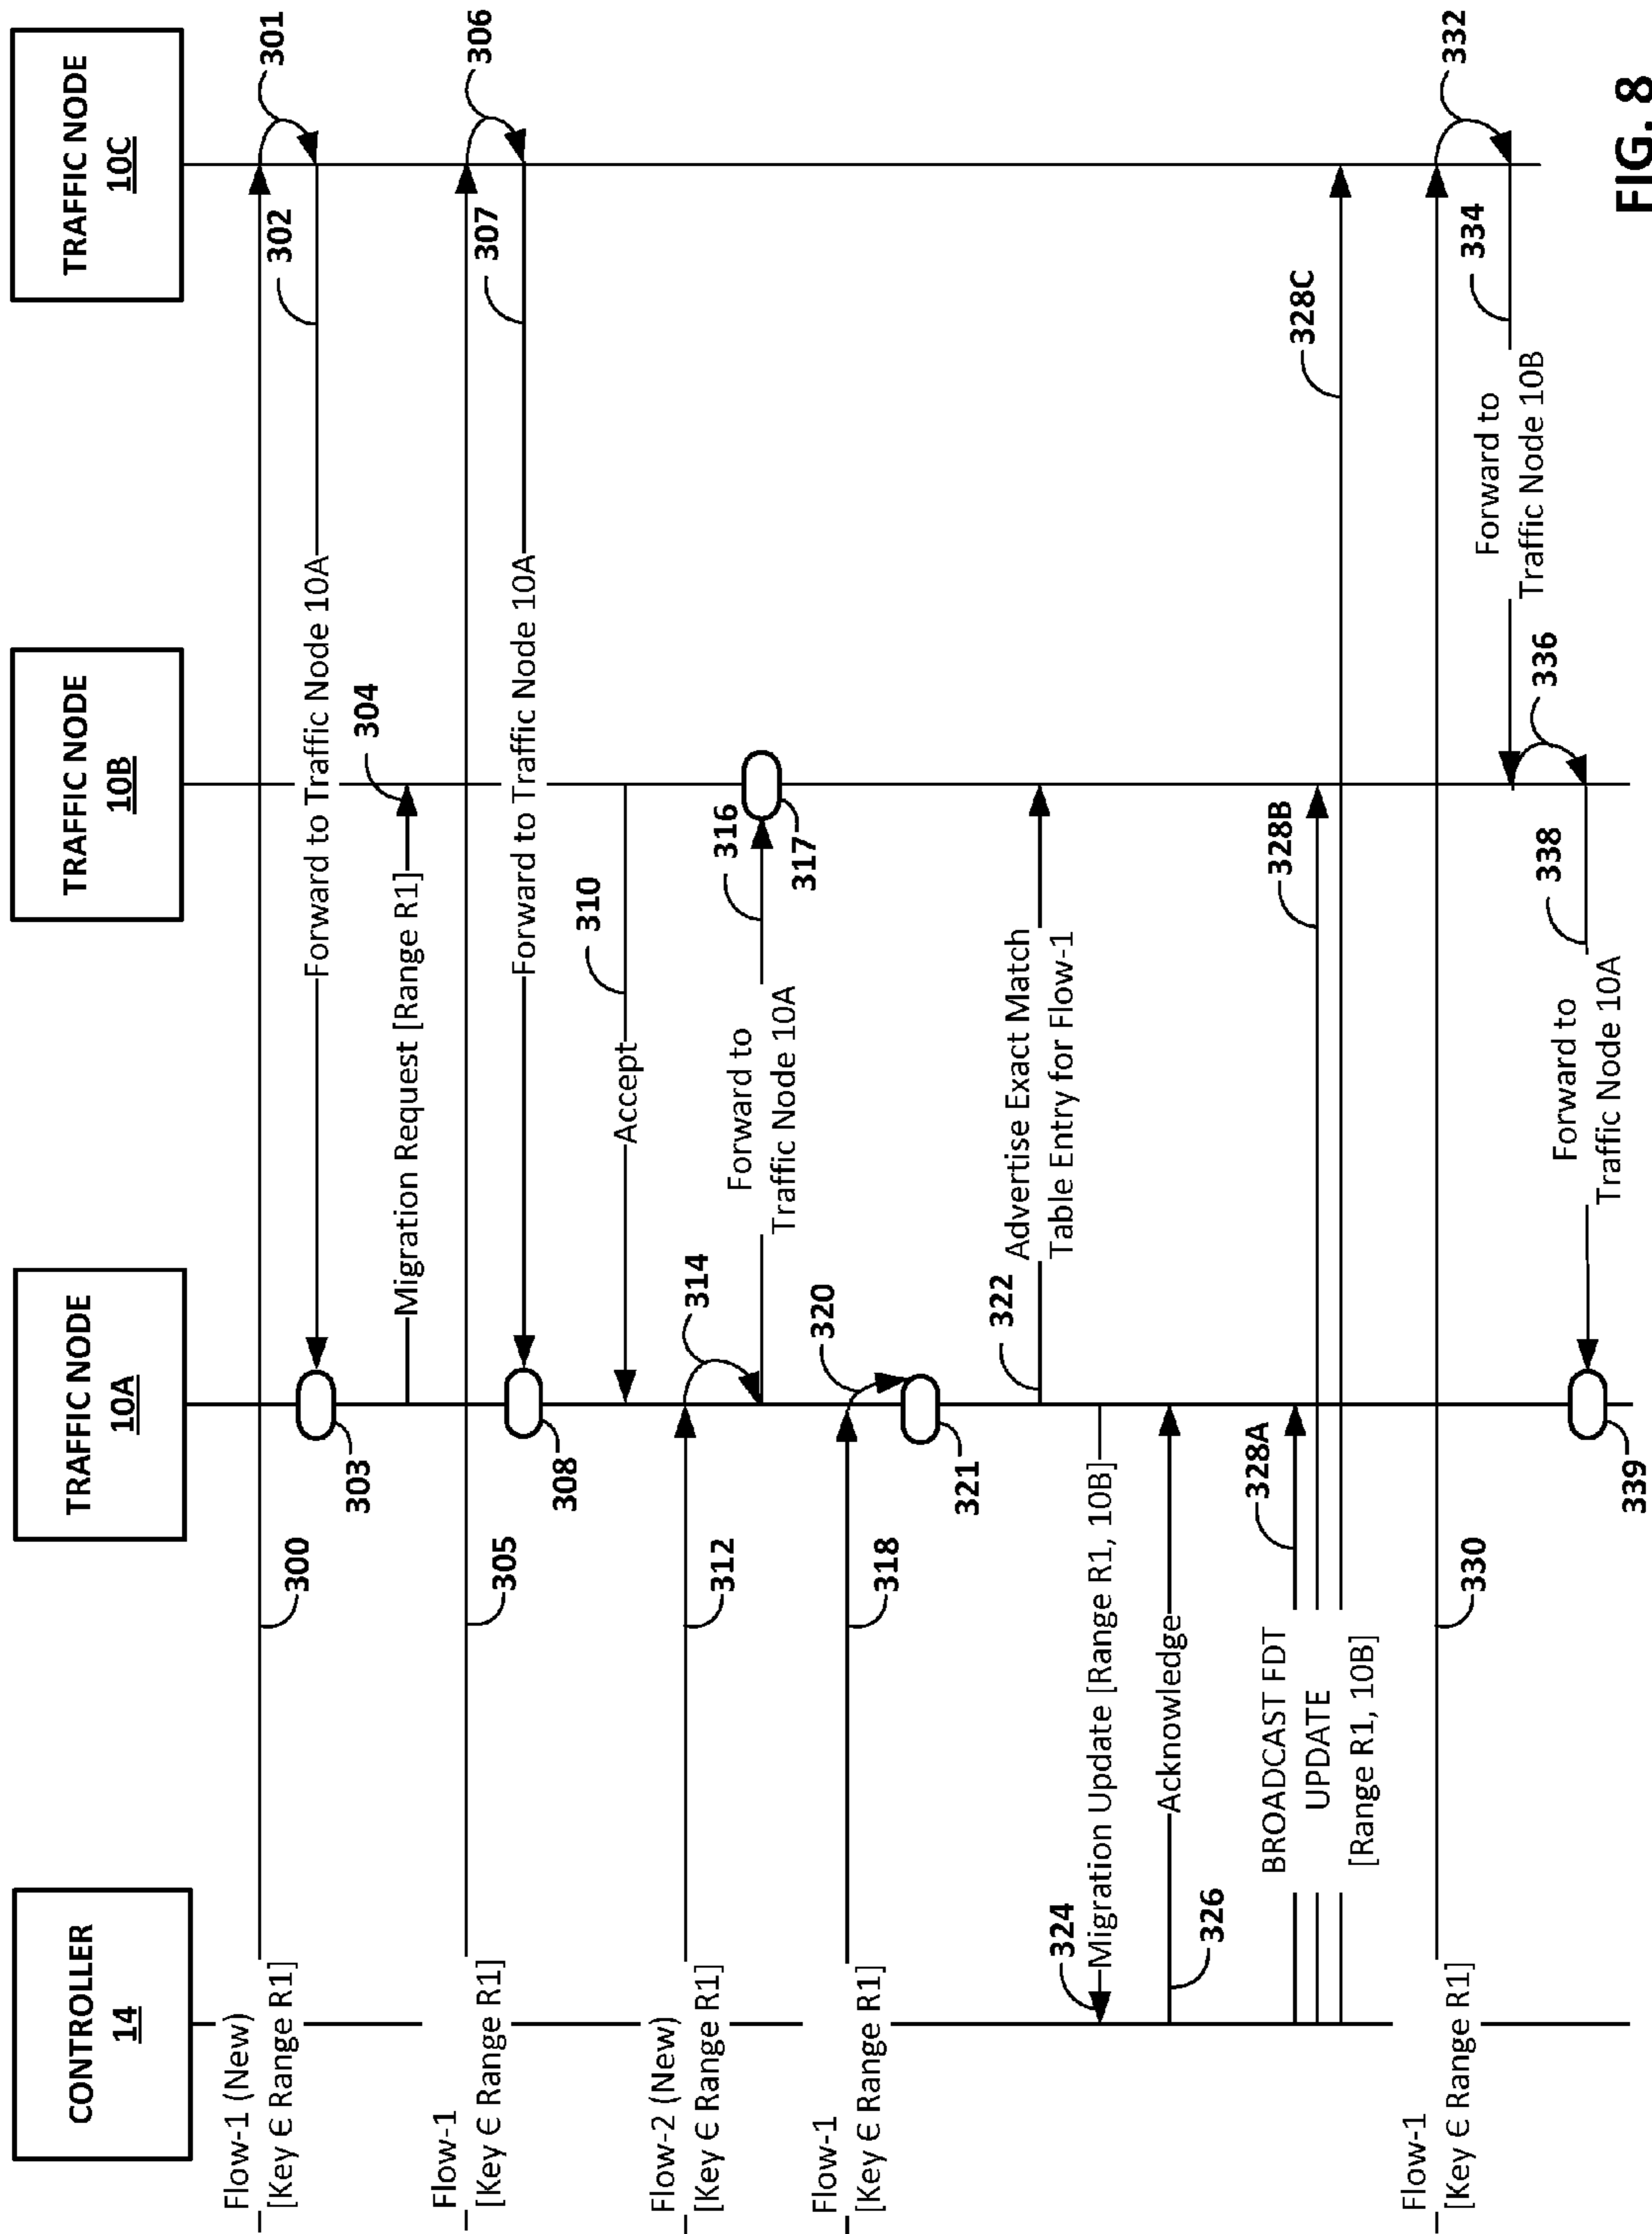 CONTROLLER
14
TRAFFIC NODE
10A
TRAFFIC NODE
10B
TRAFFIC NODE
10C
Flow-1 (New)
[Key ∈ Range R1]
300
301
302
Forward to Traffic Node 10A
303
304
Migration Request [Range R1]
Flow-1
[Key ∈ Range R1]
305
306
307
Forward to Traffic Node 10A
308
310
Accept
Flow-2 (New)
[Key ∈ Range R1]
312
314
316
Forward to
Traffic Node 10A
317
Flow-1
[Key ∈ Range R1]
318
320
321
322
Advertise Exact Match
Table Entry for Flow-1
324
Migration Update [Range R1, 10B]
Acknowledge
326
BROADCAST FDT
UPDATE
[Range R1, 10B]
328A
328B
328C
Flow-1
[Key ∈ Range R1]
330
332
334
Forward to
Traffic Node 10B
336
338
Forward to
Traffic Node 10A
339
FIG. 8